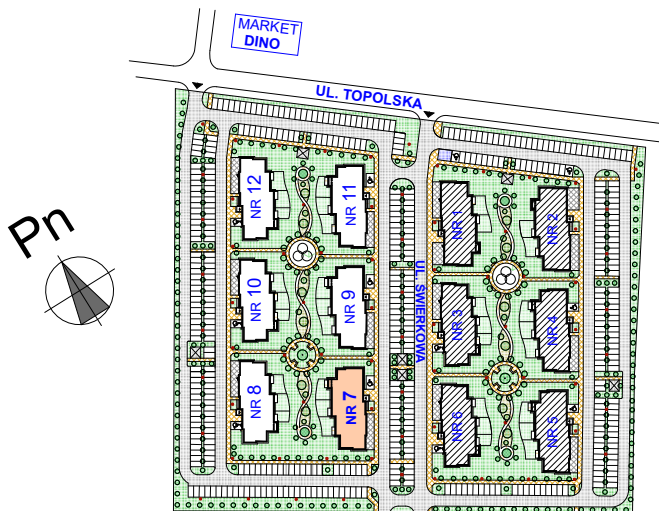 MARKET
DINO
UL. TOPOLSKA
Pn
NR 12
NR 11
NR 1
NR 2
NR 10
NR 9
UL. ŚWIERKOWA
NR 3
NR 4
NR 8
NR 7
NR 6
NR 5